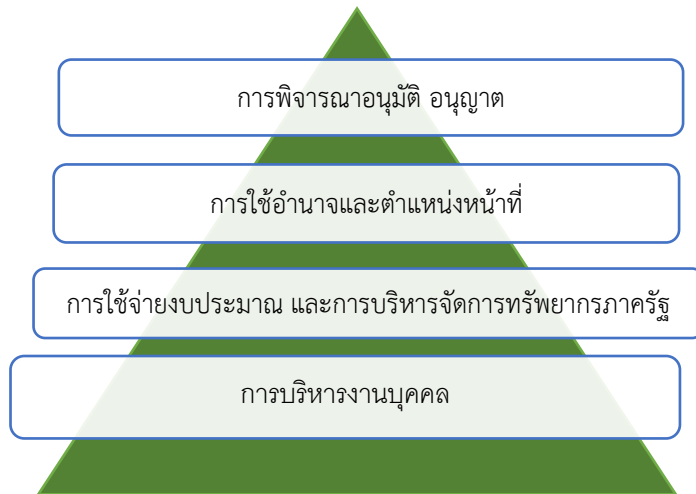 การพิจารณาอนุมัติ อนุญาต
การใช้อำนาจและตำแหน่งหน้าที่
การใช้จ่ายงบประมาณ และการบริหารจัดการทรัพยากรภาครัฐ
การบริหารงานบุคคล